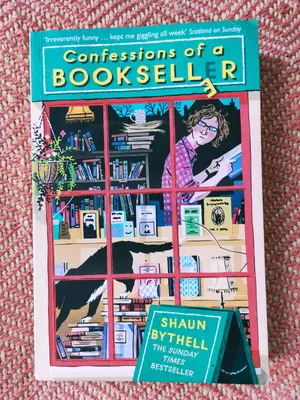 'Irreverently funny ... kept me giggling all week' Scotland on Sunday
Confessions of a
BOOKSELLER
SHAUN
BYTHELL
THE SUNDAY
TIMES
BESTSELLER